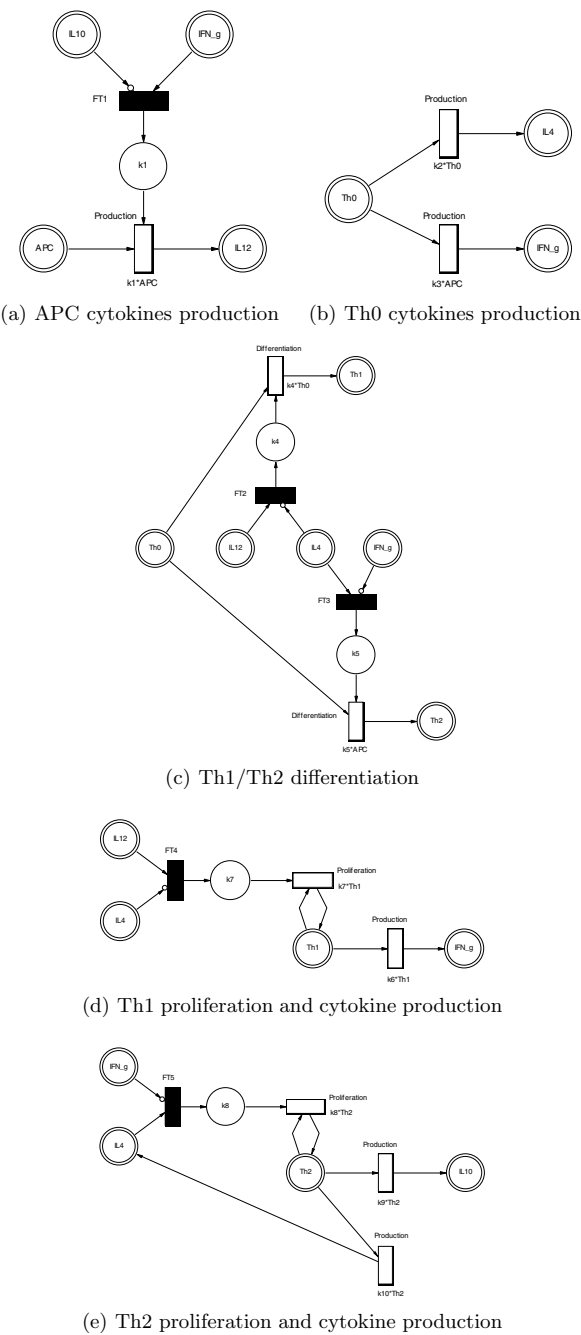 IL10 IFN_g
FT1
k1
Production
APC IL12
k1*APC
(a) APC cytokines production
Production
IL4
k2*Th0
Th0
Production
IFN_g
k3*APC
(b) Th0 cytokines production
Differentiation
Th1
k4*Th0
k4
FT2
Th0 IL12 IL4 IFN_g
FT3
k5
Differentiation Th2
k5*APC
(c) Th1/Th2 differentiation
IL12
FT4
Proliferation
k7
k7*Th1
IL4
Production
Th1 IFN_g
k6*Th1
(d) Th1 proliferation and cytokine production
IFN_g
FT5
Proliferation
k8
k8*Th2
IL4
Production
Th2 IL10
k9*Th2
Production
k10*Th2
(e) Th2 proliferation and cytokine production